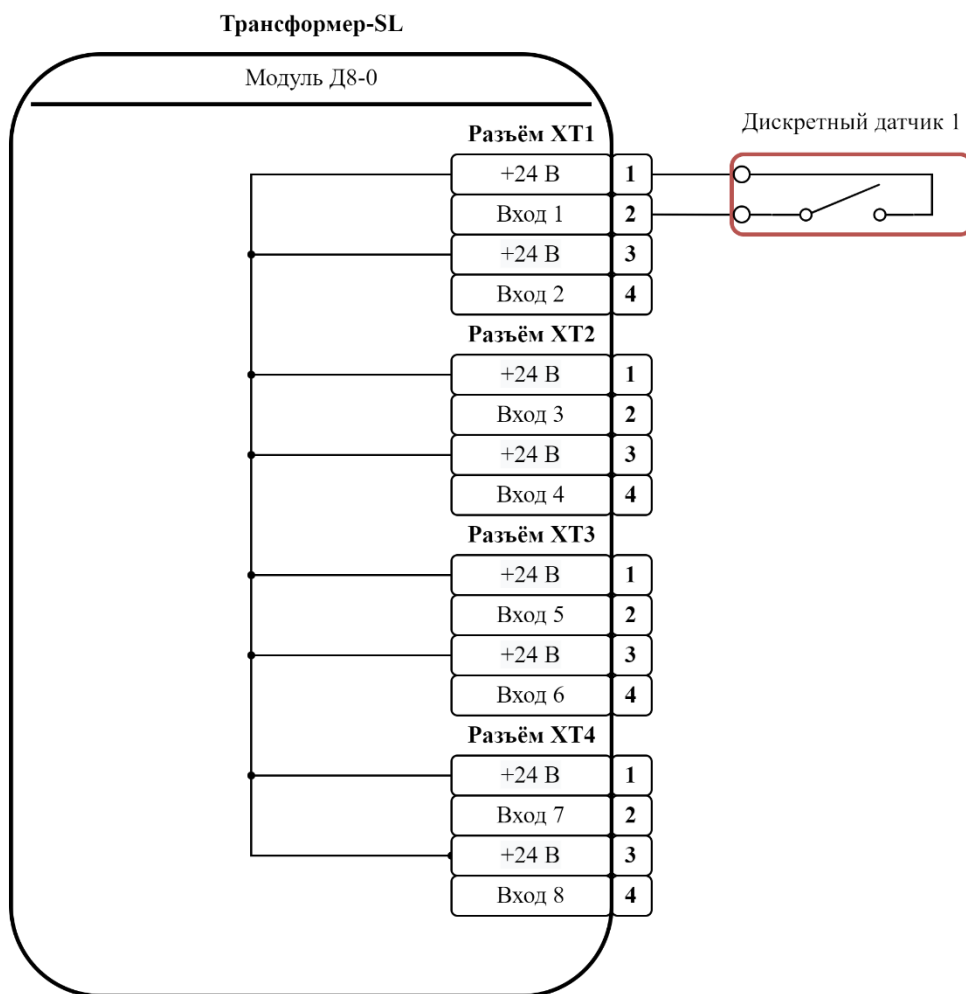 Трансформер-SL
Модуль Д8-0
Дискретный датчик 1
Разъём XT1
+24 В 1
Вход 1 2
+24 В 3
Вход 2 4
Разъём XT2
+24 В 1
Вход 3 2
+24 В 3
Вход 4 4
Разъём XT3
+24 В 1
Вход 5 2
+24 В 3
Вход 6 4
Разъём XT4
+24 В 1
Вход 7 2
+24 В 3
Вход 8 4